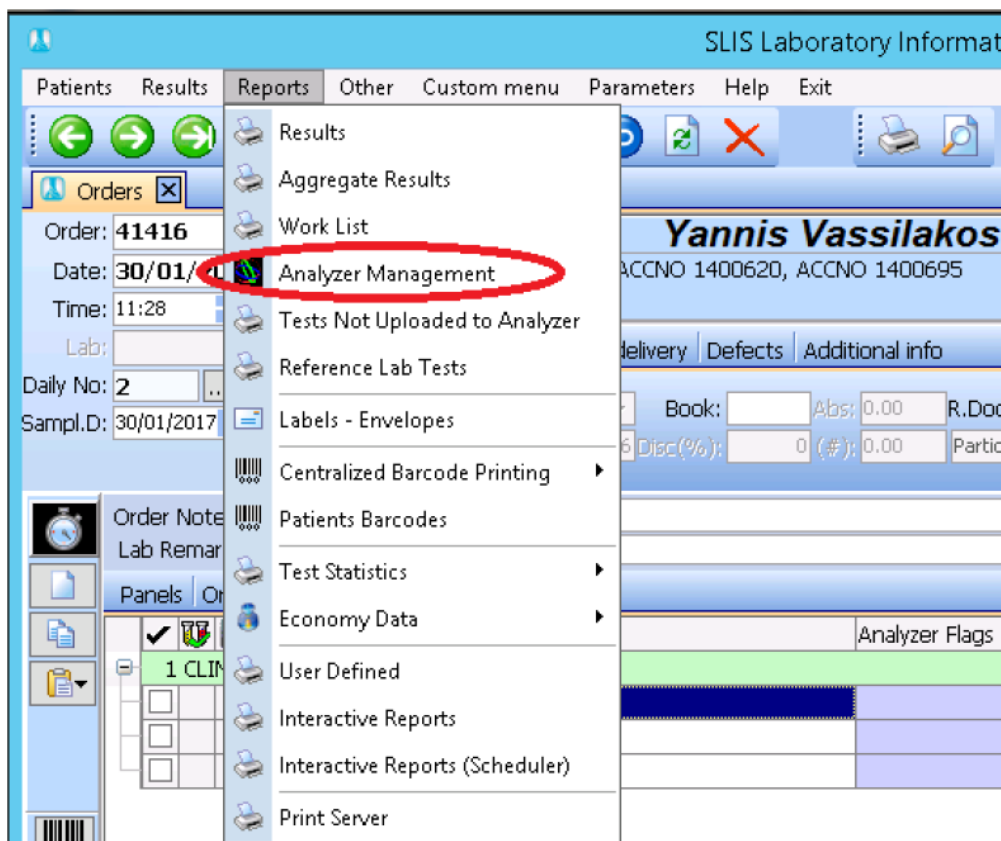 SLIS Laboratory Informat
Patients Results Reports Other Custom menu Parameters Help Exit
Orders
Order: 41416
Yannis Vassilakos
Date: 30/01/
ACCNO 1400620, ACCNO 1400695
Time: 11:28
Lab:
delivery Defects Additional info
Daily No: 2 ..
Book: Abs: 0.00 R.Doc
Sampl.D: 30/01/2017
6 Disc(%): 0 (#): 0.00 Partic
Order Note
Lab Remar
Panels Or
Analyzer Flags
1 CLIN
Results
Aggregate Results
Work List
Analyzer Management
Tests Not Uploaded to Analyzer
Reference Lab Tests
Labels - Envelopes
Centralized Barcode Printing
Patients Barcodes
Test Statistics
Economy Data
User Defined
Interactive Reports
Interactive Reports (Scheduler)
Print Server